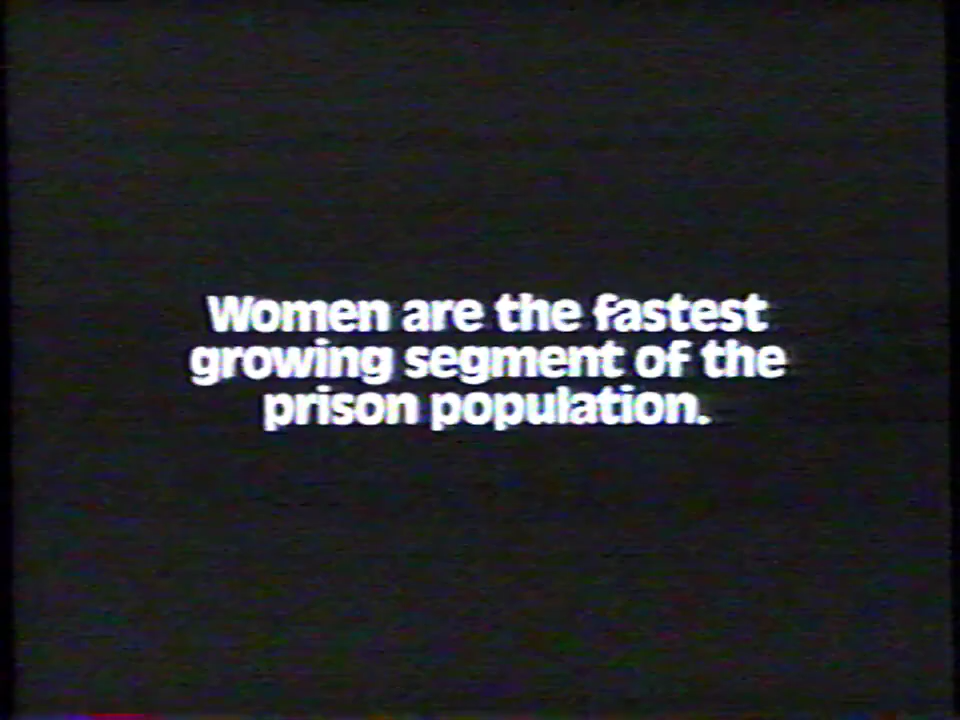 Women are the fastest
growing segment of the
prison population.